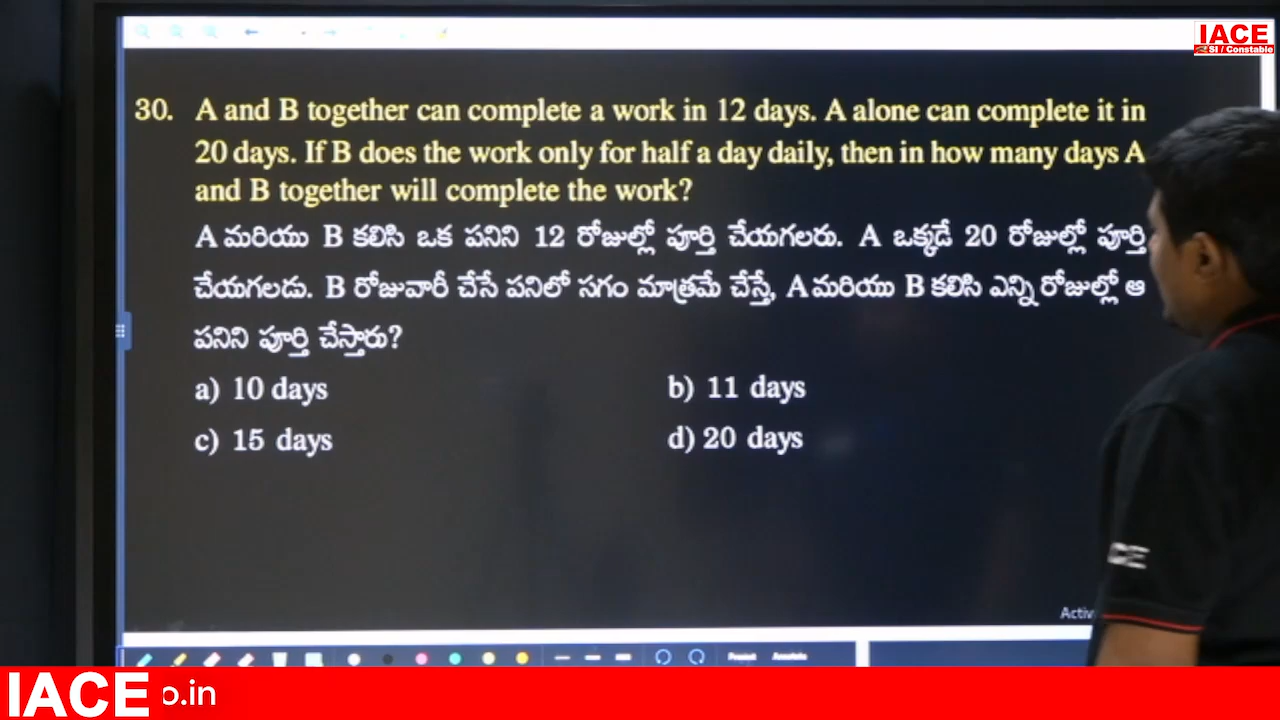 IACE
SI / Constable
30. A and B together can complete a work in 12 days. A alone can complete it in
20 days. If B does the work only for half a day daily, then in how many days A
and B together will complete the work?
A మరియు B కలిసి ఒక పనిని 12 రోజుల్లో పూర్తి చేయగలరు. A ఒక్కడే 20 రోజుల్లో పూర్తి
చేయగలడు. B రోజువారీ చేసే పనిలో సగం మాత్రమే చేస్తే, A మరియు B కలిసి ఎన్ని రోజుల్లో ఆ
పనిని పూర్తి చేస్తారు?
a) 10 days b) 11 days
c) 15 days d) 20 days
Activ
IACE
IACE
o.in